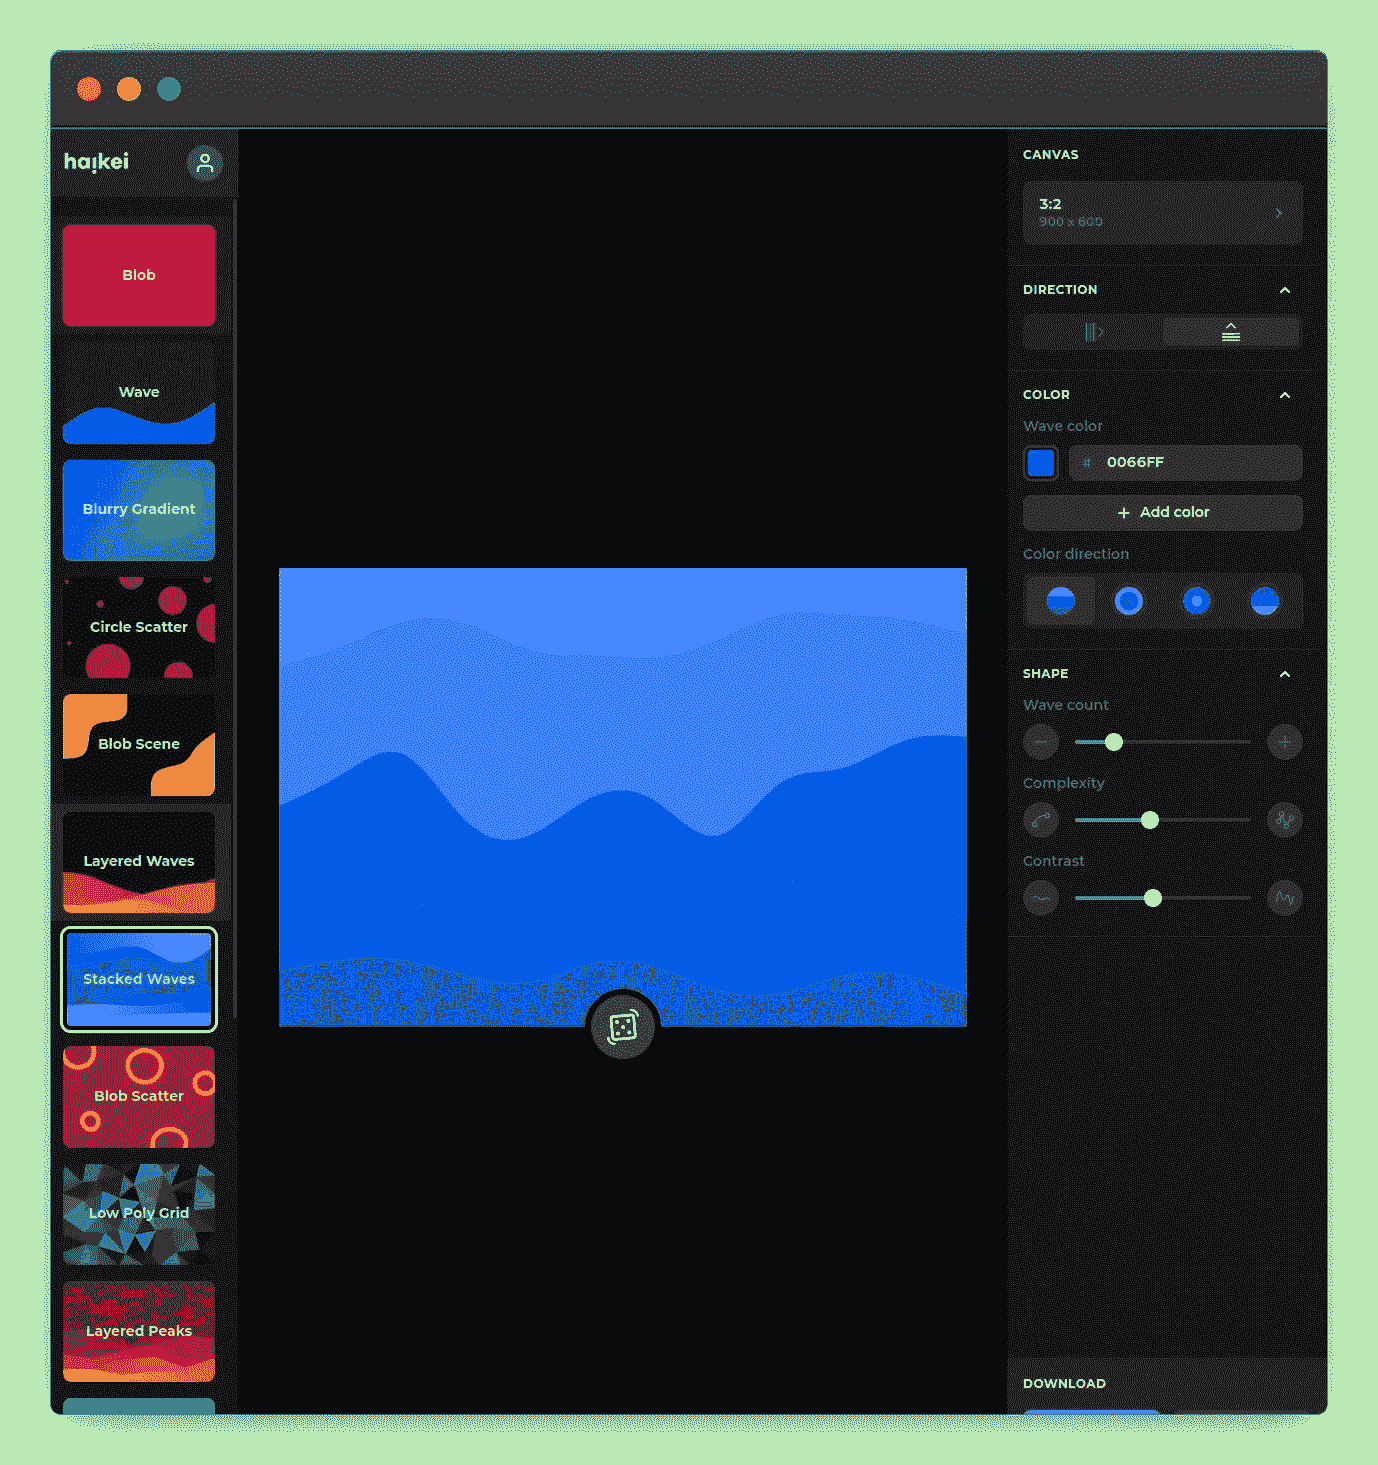 haikei
Blob
Wave
Blurry Gradient
Circle Scatter
Blob Scene
Layered Waves
Stacked Waves
Blob Scatter
Low Poly Grid
Layered Peaks
CANVAS
3:2
900 x 600
DIRECTION
COLOR
Wave color
# 0066FF
+ Add color
Color direction
SHAPE
Wave count
Complexity
Contrast
DOWNLOAD